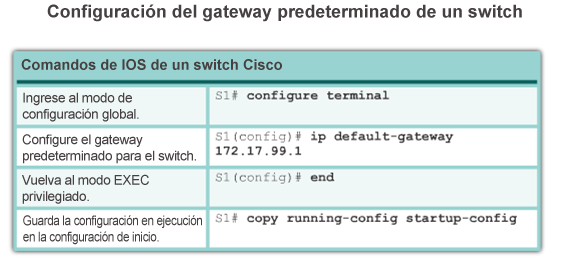 Configuración del gateway predeterminado de un switch
Comandos de IOS de un switch Cisco
Ingrese al modo de
configuración global.
S1# configure terminal
Configure el gateway
predeterminado para el switch.
S1(config)# ip default-gateway
172.17.99.1
Vuelva al modo EXEC
privilegiado.
S1(config)# end
Guarda la configuración en ejecución
en la configuración de inicio.
S1# copy running-config startup-config